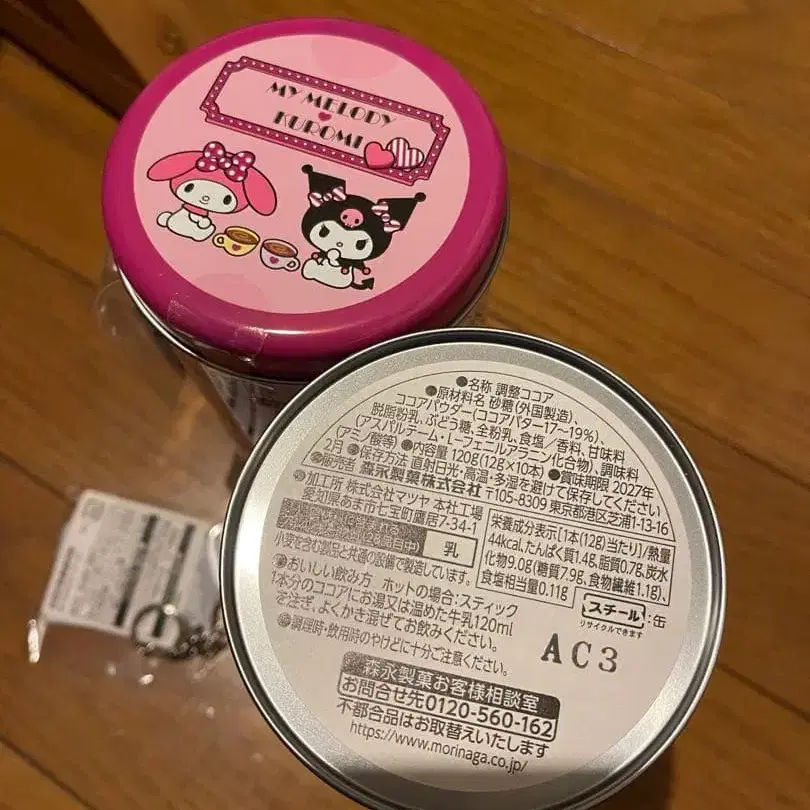 MY MELODY
KUROMI
●名称 調整ココア
●原材料名 砂糖(外国製造)、
ココアパウダー(ココアバター17～19%)、
脱脂粉乳、ぶどう糖、全粉乳、食塩/香料、甘味料
(アスパルテーム・L-フェニルアラニン化合物)、調味料
(アミノ酸等) ●内容量 120g(12g×10本) ●賞味期限 2027年
2月 ●保存方法 直射日光・高温・多湿を避けて保存してください
●販売者 森永製菓株式会社 〒105-8309 東京都港区芝浦1-13-16
●加工所 株式会社マツヤ 本社工場
愛知県あま市七宝町鷹居7-34-1
乳
小麦を含む製品と共通の設備で製造しています。
栄養成分表示[1本(12g)当たり]/熱量
44kcal、たんぱく質1.4g、脂質0.7g、炭水
化物9.0g(糖質7.9g、食物繊維1.1g)、
食塩相当量0.11g
●おいしい飲み方 ホットの場合:スティック
1本分のココアにお湯又は温めた牛乳120ml
を注ぎ、よくかき混ぜてお飲みください。
●調理時・飲用時のやけどに十分ご注意ください。
スチール:缶
リサイクルできます
AC3
森永製菓お客様相談室
お問合せ先0120-560-162
不都合品はお取替えいたします
https://www.morinaga.co.jp/